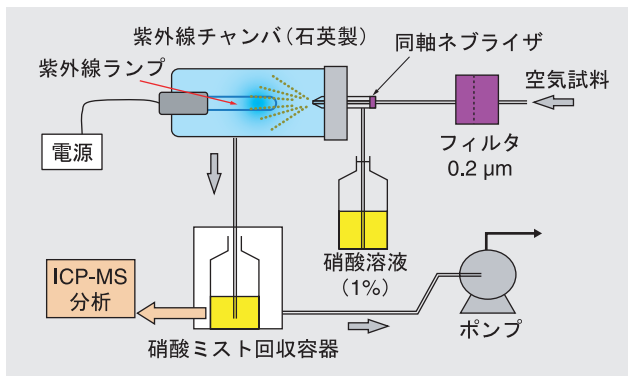 紫外線チャンバ(石英製)
同軸ネブライザ
紫外線ランプ
空気試料
電源
フィルタ
0.2 µm
硝酸溶液
(1%)
ICP-MS
分析
ポンプ
硝酸ミスト回収容器